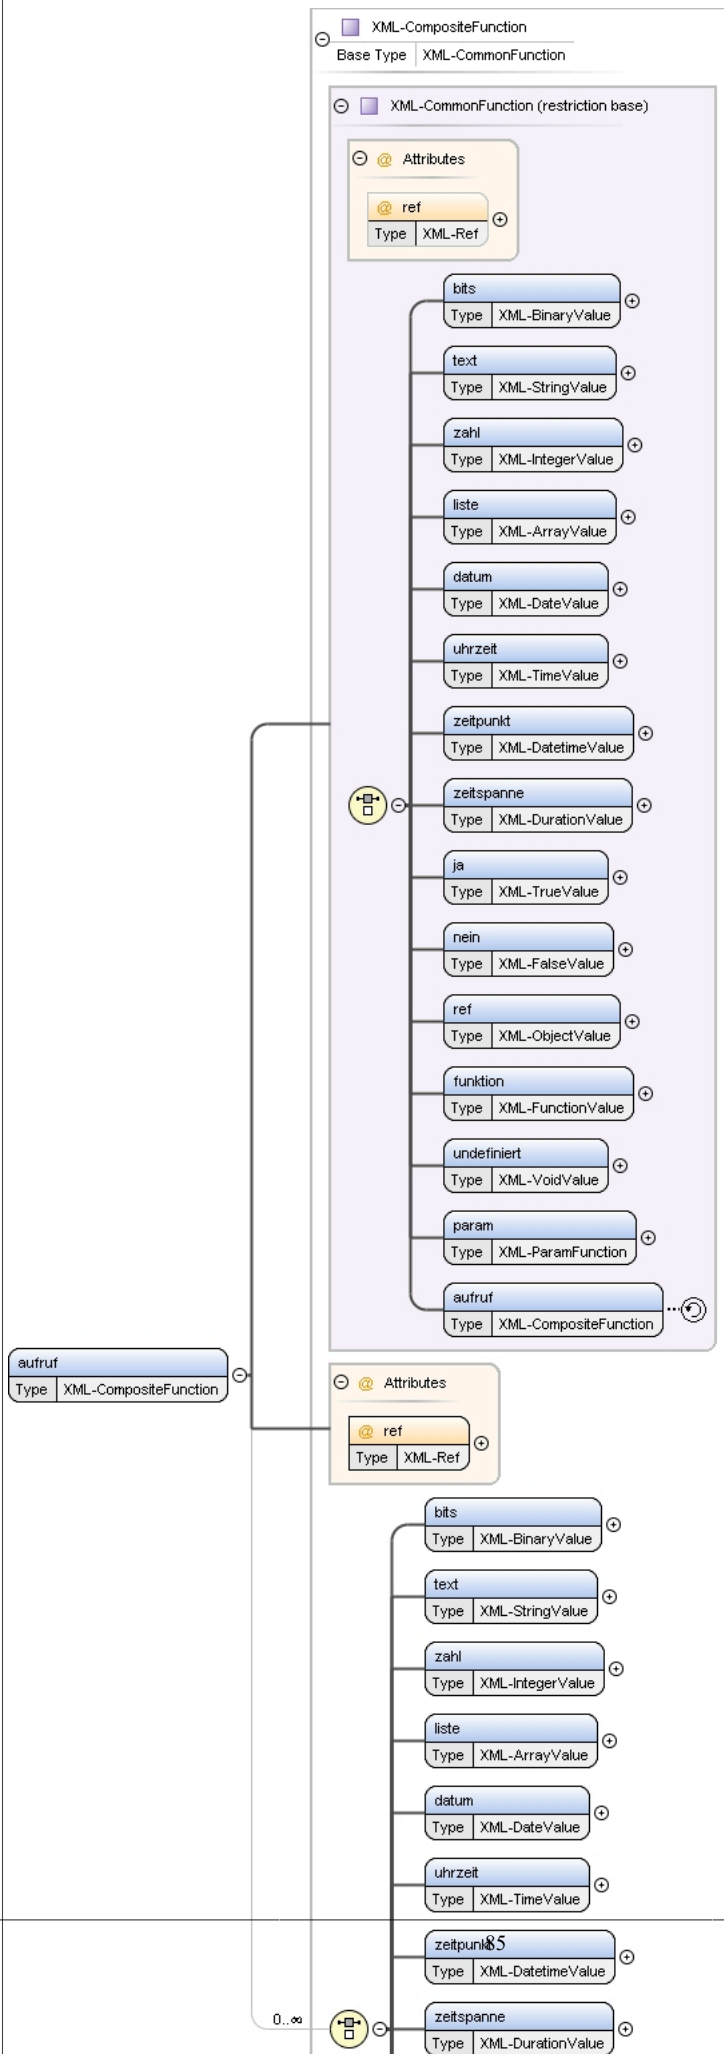 XML-CompositeFunction
Base Type XML-CommonFunction
XML-CommonFunction (restriction base)
@ Attributes
@ ref
Type XML-Ref
bits
Type XML-BinaryValue
text
Type XML-StringValue
zahl
Type XML-IntegerValue
liste
Type XML-ArrayValue
datum
Type XML-DateValue
uhrzeit
Type XML-TimeValue
zeitpunkt
Type XML-DatetimeValue
zeitspanne
Type XML-DurationValue
ja
Type XML-TrueValue
nein
Type XML-FalseValue
ref
Type XML-ObjectValue
funktion
Type XML-FunctionValue
undefiniert
Type XML-VoidValue
param
Type XML-ParamFunction
aufruf
Type XML-CompositeFunction
aufruf
Type XML-CompositeFunction
@ Attributes
@ ref
Type XML-Ref
bits
Type XML-BinaryValue
text
Type XML-StringValue
zahl
Type XML-IntegerValue
liste
Type XML-ArrayValue
datum
Type XML-DateValue
uhrzeit
Type XML-TimeValue
zeitpunkt
85
Type XML-DatetimeValue
0..∞
zeitspanne
Type XML-DurationValue